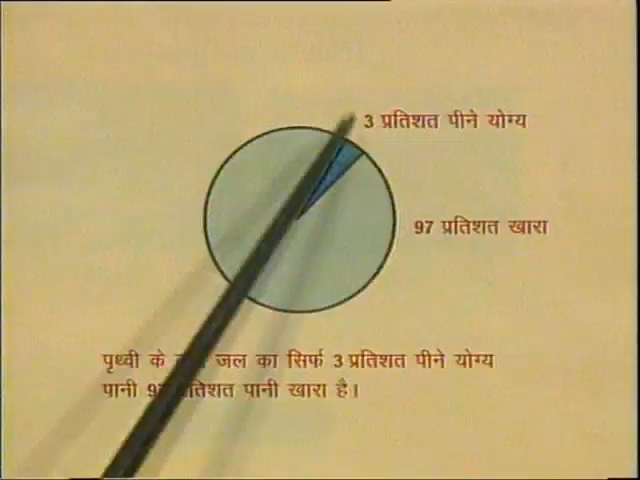 3 प्रतिशत पीने योग्य
97 प्रतिशत खारा
पृथ्वी के जल का सिर्फ 3 प्रतिशत पीने योग्य
पानी प्रतिशत पानी खारा है।